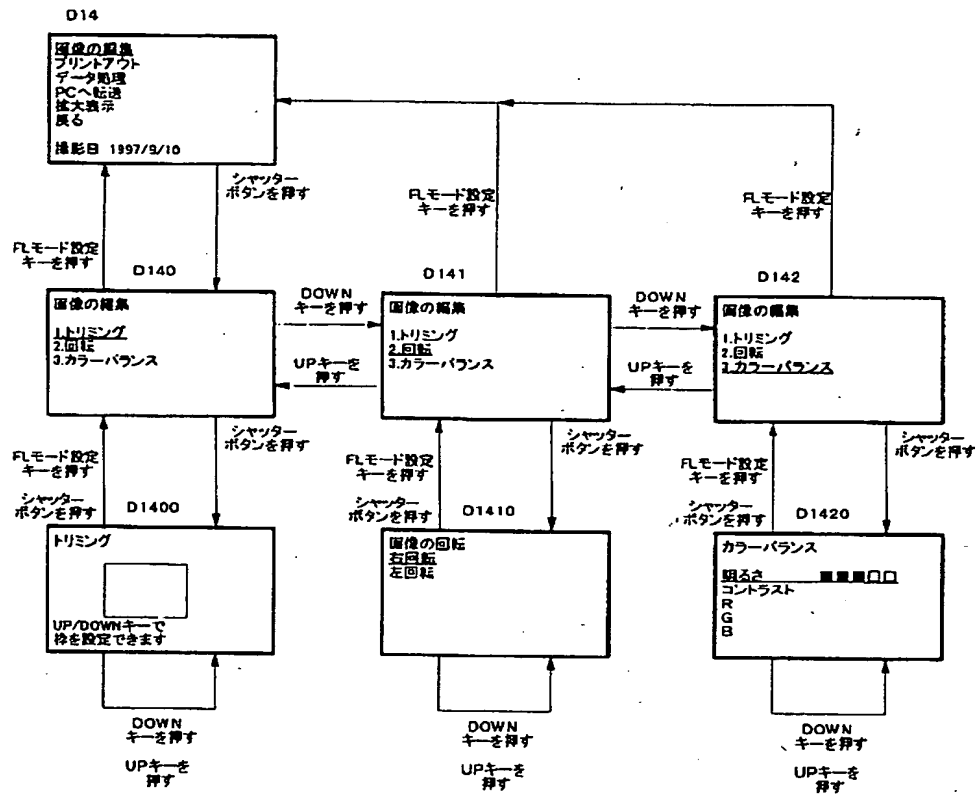 D14
画像の編集
プリントアウト
データ処理
PCへ転送
拡大表示
戻る
撮影日 1997/9/10
シャッター
ボタンを押す
FLモード設定
キーを押す
FLモード設定
キーを押す
FLモード設定
キーを押す
D140
画像の編集
1.トリミング
2.回転
3.カラーバランス
DOWN
キーを押す
UPキーを
押す
D141
画像の編集
1.トリミング
2.回転
3.カラーバランス
DOWN
キーを押す
UPキーを
押す
D142
画像の編集
1.トリミング
2.回転
3.カラーバランス
シャッター
ボタンを押す
FLモード設定
キーを押す
シャッター
ボタンを押す
シャッター
ボタンを押す
FLモード設定
キーを押す
シャッター
ボタンを押す
シャッター
ボタンを押す
FLモード設定
キーを押す
シャッター
ボタンを押す
D1400
トリミング
UP/DOWNキーで
枠を設定できます
D1410
画像の回転
右回転
左回転
D1420
カラーバランス
明るさ ■■■□□
コントラスト
R
G
B
DOWN
キーを押す
UPキーを
押す
DOWN
キーを押す
UPキーを
押す
DOWN
キーを押す
UPキーを
押す